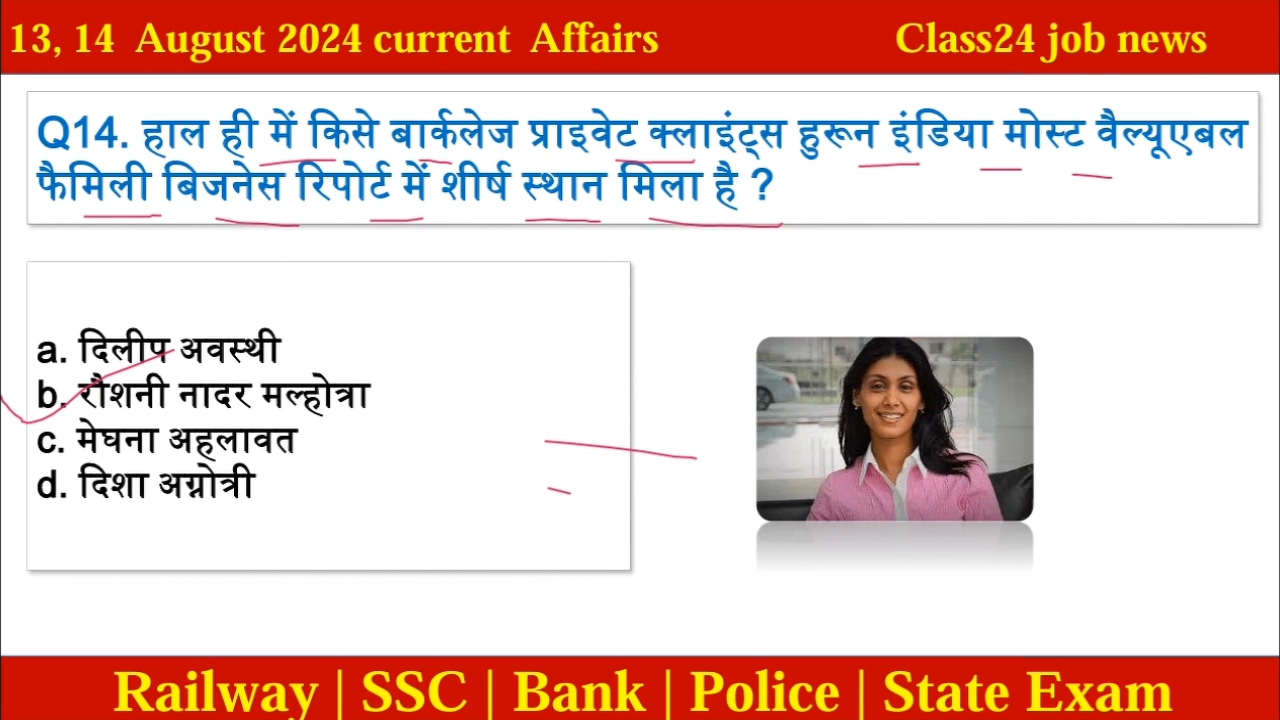 13, 14 August 2024 current Affairs
Class24 job news
Q14. हाल ही में किसे बार्कलेज प्राइवेट क्लाइंट्स हुरून इंडिया मोस्ट वैल्यूएबल
फैमिली बिजनेस रिपोर्ट में शीर्ष स्थान मिला है ?
a. दिलीप अवस्थी
b. रौशनी नादर मल्होत्रा
c. मेघना अहलावत
d. दिशा अग्नोत्री
Railway | SSC | Bank | Police | State Exam